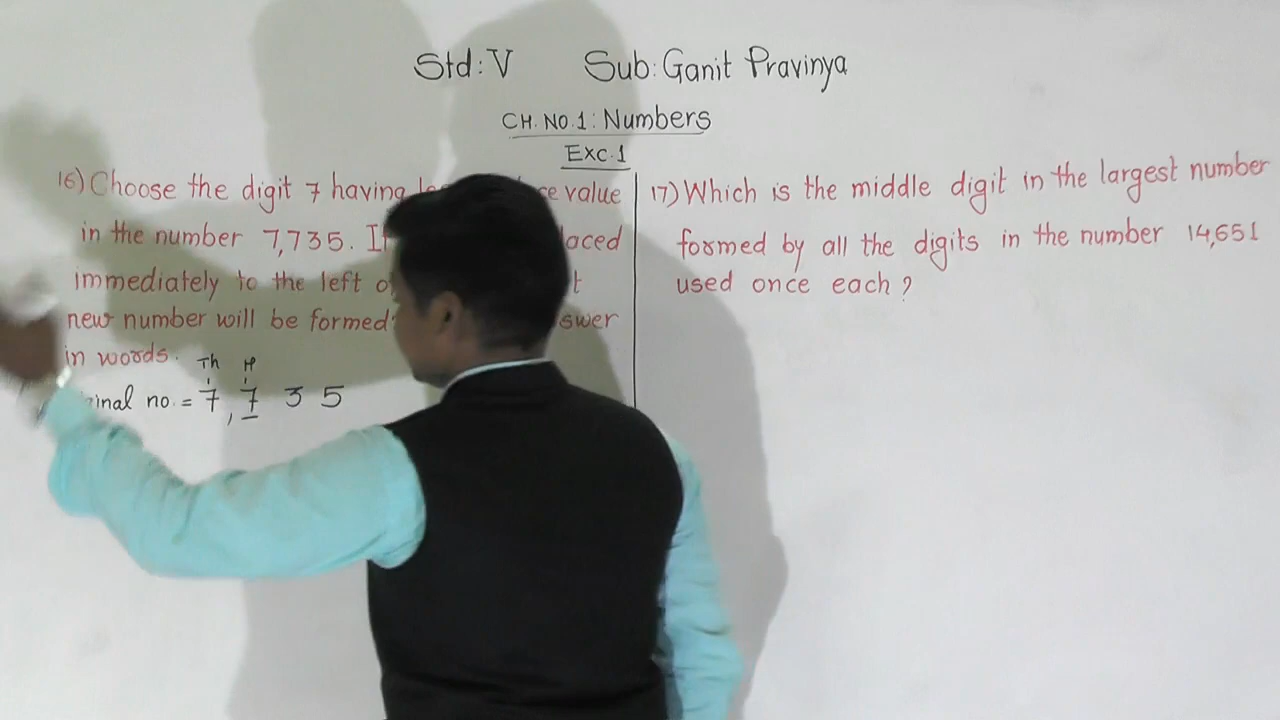 Std: V Sub: Ganit Pravinya
CH. NO. 1: Numbers
Exc. 1
16) Choose the digit 7 having value
in the number 7,735. If
immediately to the left
new number will be formed
in words.
Th H
no. = 7, 7 3 5
17) Which is the middle digit in the largest number
formed by all the digits in the number 14,651
used once each?